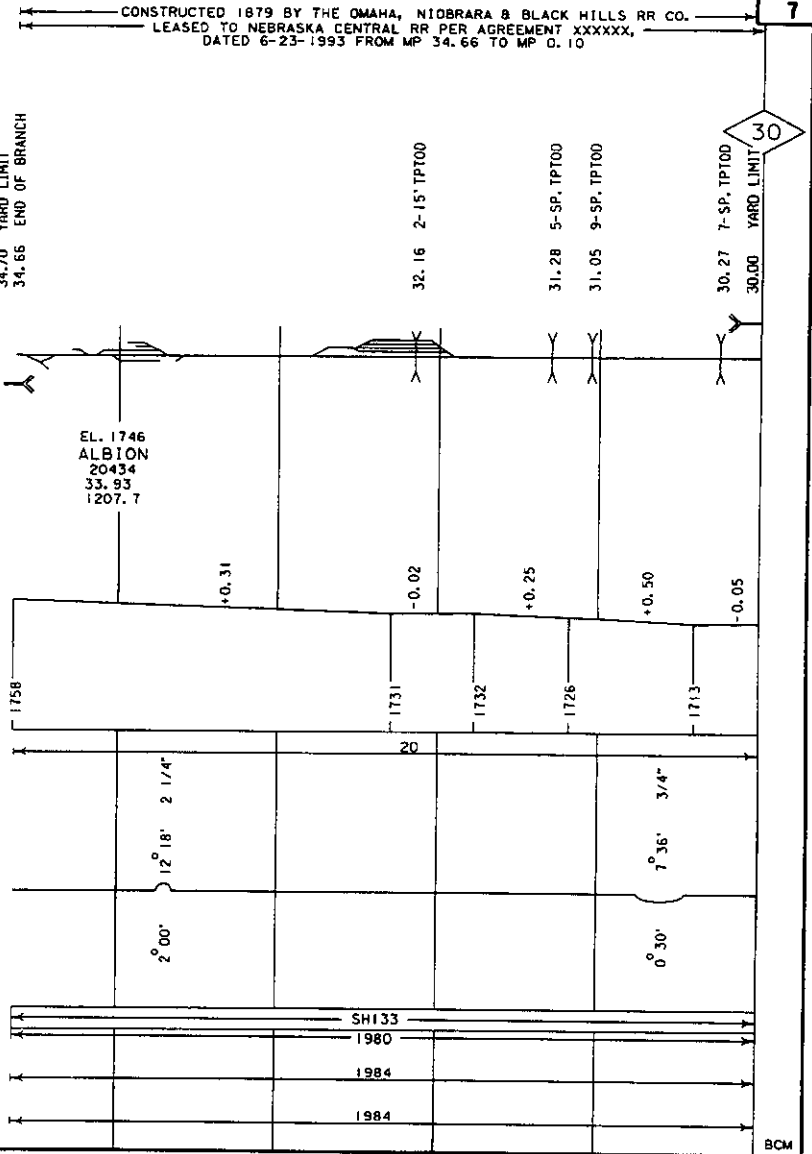 CONSTRUCTED 1879 BY THE OMAHA, NIOBRARA & BLACK HILLS RR CO.
7
LEASED TO NEBRASKA CENTRAL RR PER AGREEMENT XXXXXX,
DATED 6-23-1993 FROM MP 34.66 TO MP 0.10
30
34.70 YARD LIMIT
34.66 END OF BRANCH
32.16 2-15' TPTOD
31.28 5-SP. TPTOD
31.05 9-SP. TPTOD
30.27 7-SP. TPTOD
30.00 YARD LIMIT
EL. 1746
ALBION
20434
33.93
1207.7
+0.31
-0.02
+0.25
+0.50
-0.05
1758
1731
1732
1726
1713
20
12° 18' 2 1/4"
7° 36' 3/4"
2° 00'
0° 30'
SH133
1980
1984
1984
BCM